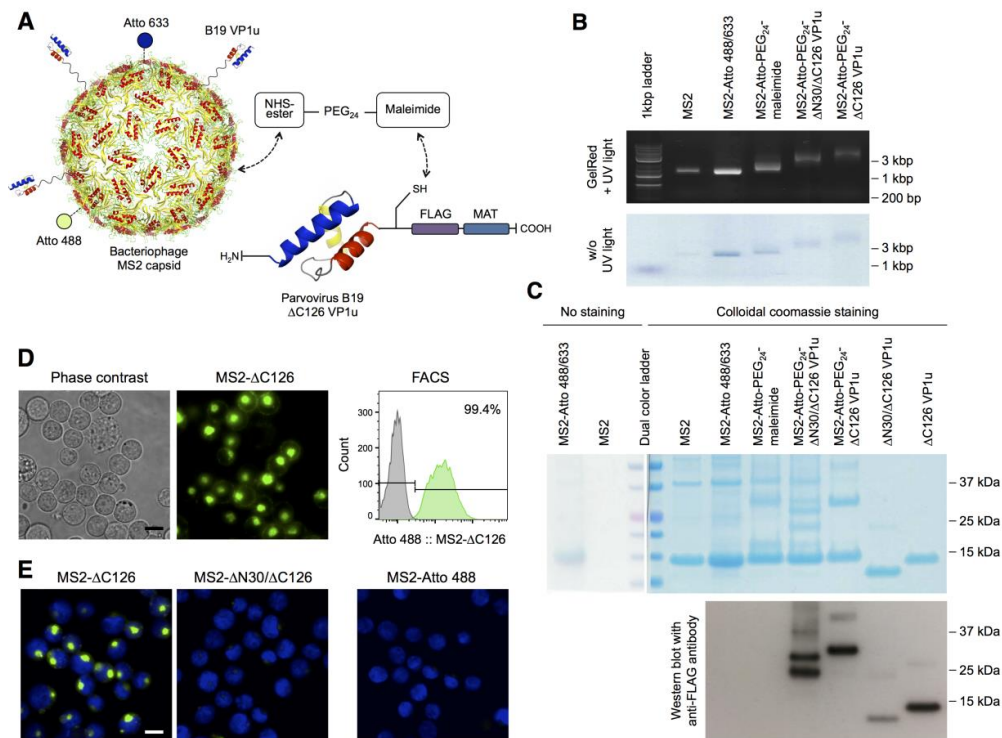 A
Atto 633
B19 VP1u
NHS-
ester
PEG24
Maleimide
SH
FLAG
MAT
COOH
H2N
Atto 488
Bacteriophage
MS2 capsid
Parvovirus B19
ΔC126 VP1u
B
1kbp ladder
MS2
MS2-Atto 488/633
MS2-Atto-PEG24-
maleimide
MS2-Atto-PEG24-
ΔN30/ΔC126 VP1u
MS2-Atto-PEG24-
ΔC126 VP1u
GelRed
+ UV light
3 kbp
1 kbp
200 bp
w/o
UV light
3 kbp
1 kbp
C
No staining
Colloidal coomassie staining
MS2-Atto 488/633
MS2
Dual color ladder
MS2
MS2-Atto 488/633
MS2-Atto-PEG24-
maleimide
MS2-Atto-PEG24-
ΔN30/ΔC126 VP1u
MS2-Atto-PEG24-
ΔC126 VP1u
ΔN30/ΔC126 VP1u
ΔC126 VP1u
37 kDa
25 kDa
15 kDa
Western blot with
anti-FLAG antibody
37 kDa
25 kDa
15 kDa
D
Phase contrast
MS2-ΔC126
FACS
99.4%
Count
300
200
100
0
Atto 488 :: MS2-ΔC126
E
MS2-ΔC126
MS2-ΔN30/ΔC126
MS2-Atto 488